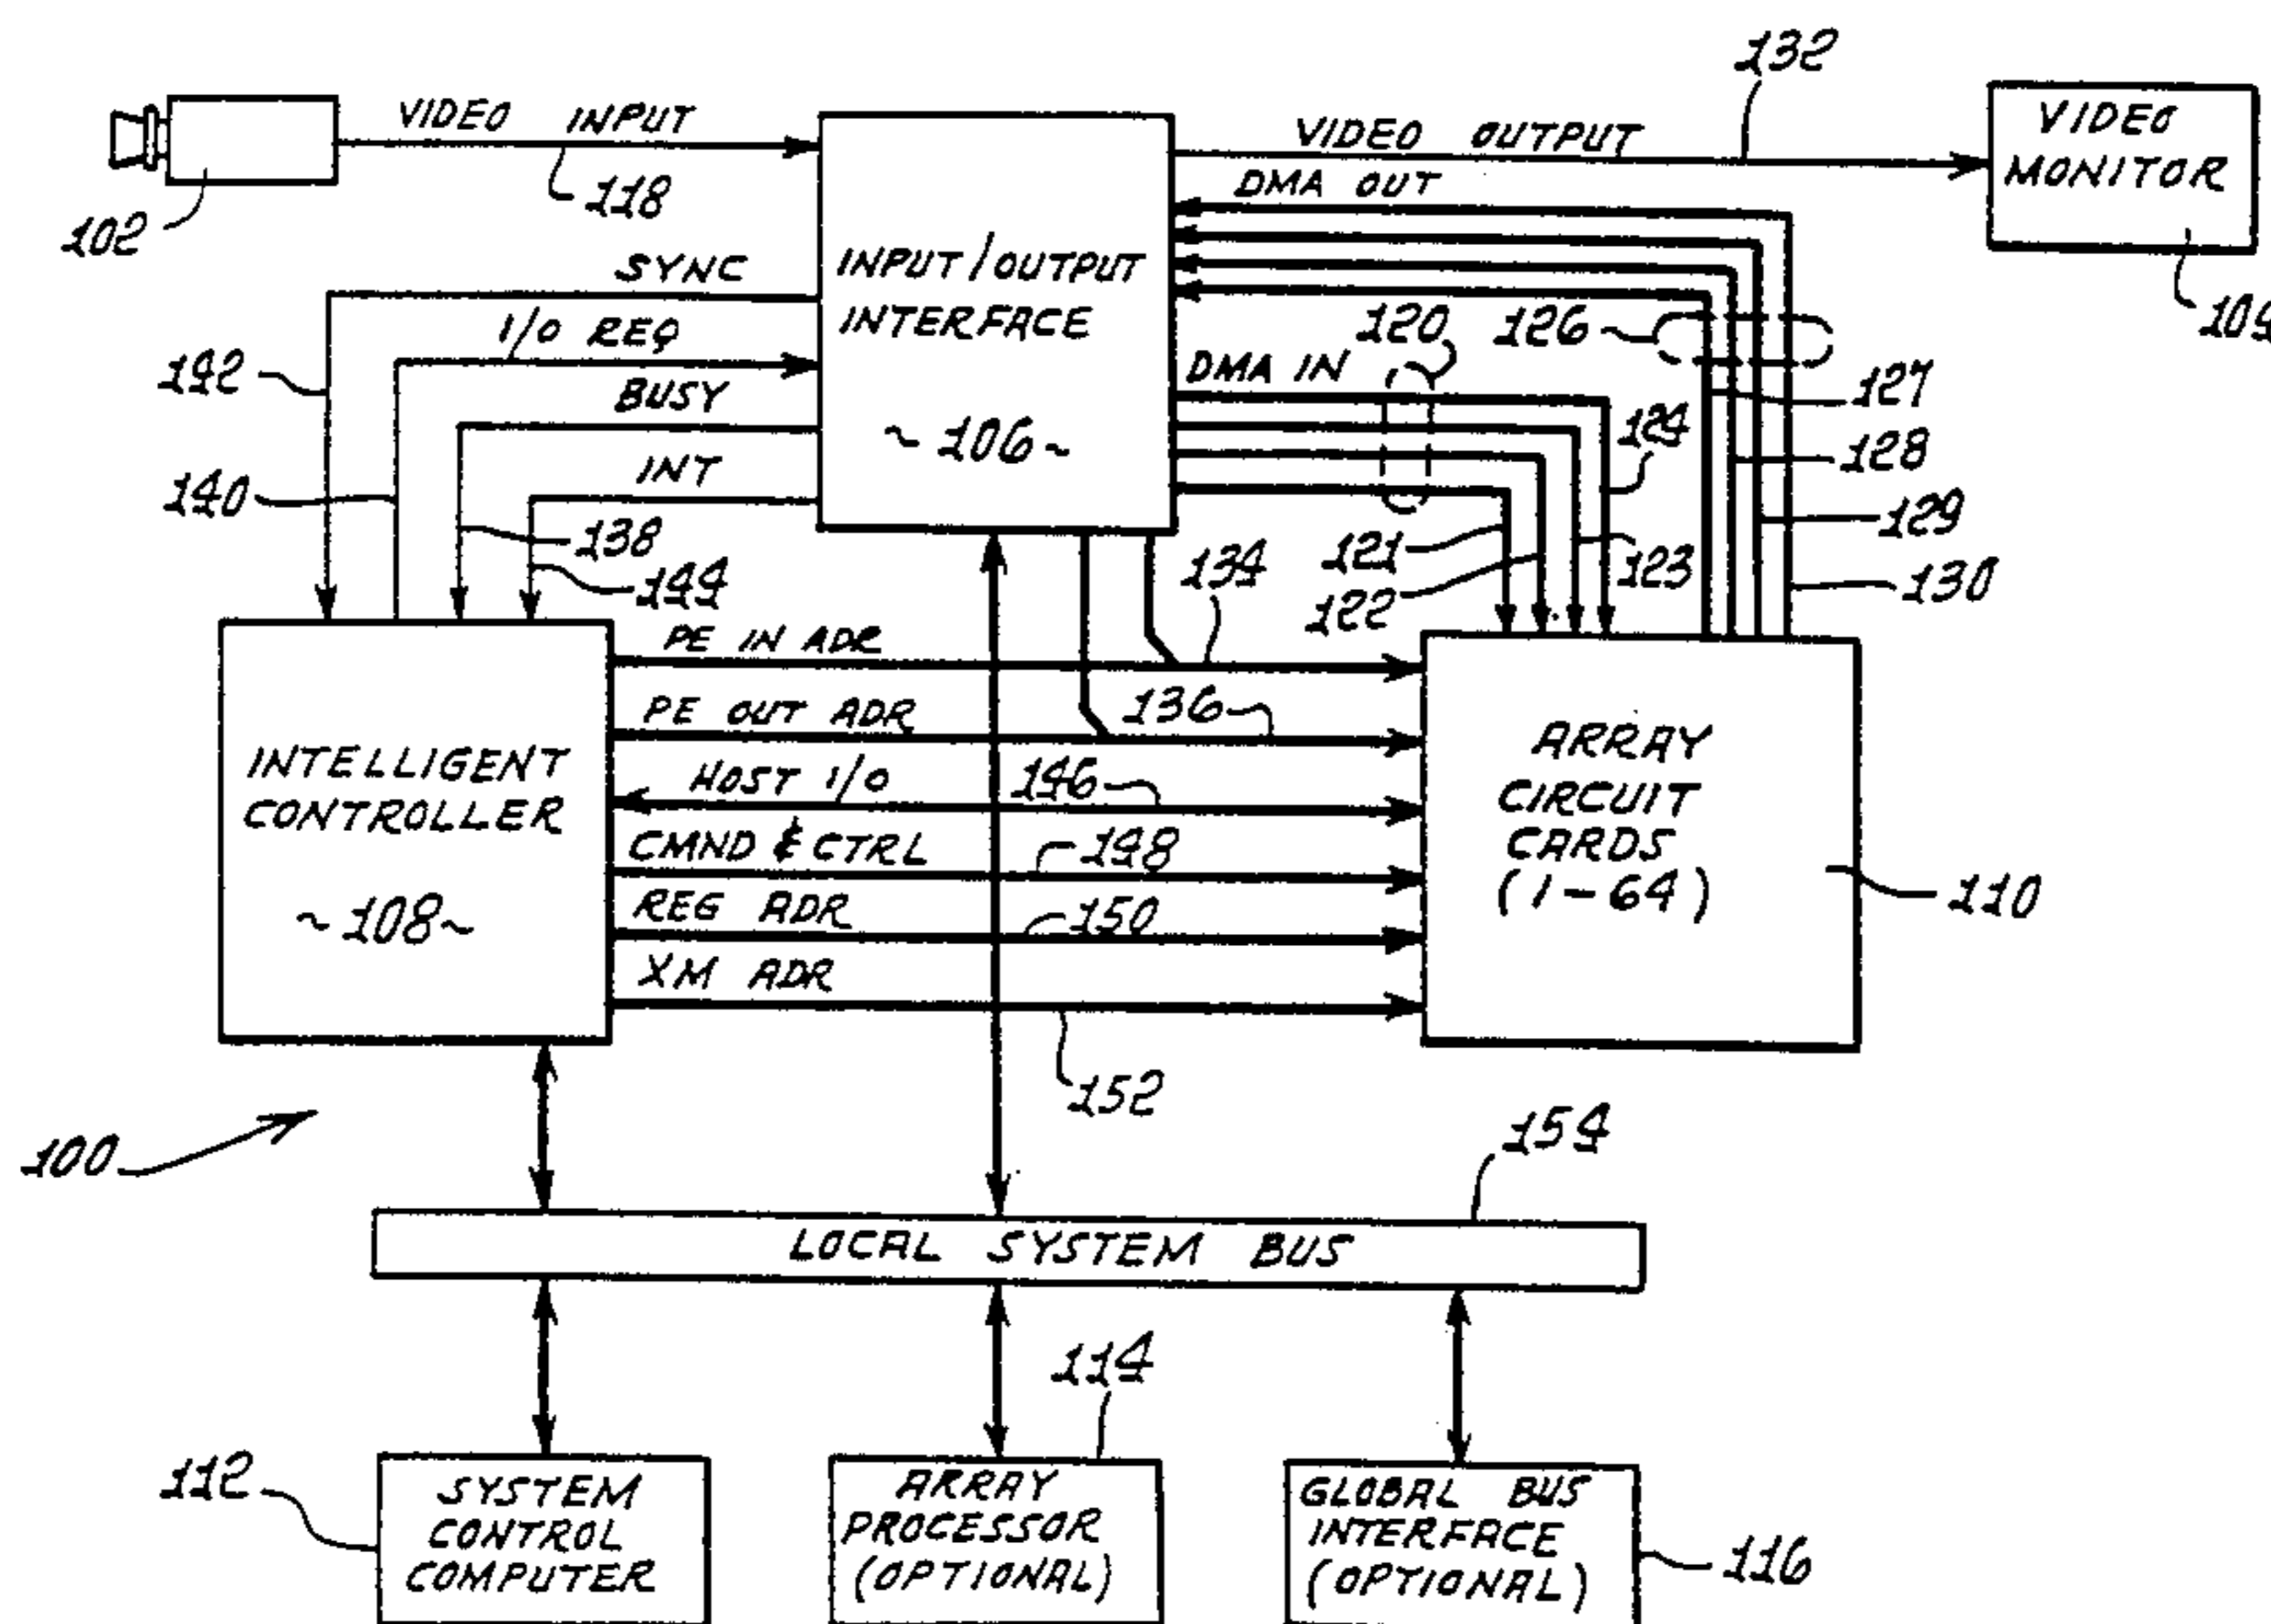 132
VIDEO INPUT
118
102
VIDEO OUTPUT
VIDEO
MONITOR
109
DMA OUT
SYNC
INPUT/OUTPUT
INTERFACE
~106~
I/O REQ
BUSY
INT
142
140
138
144
DMA IN
120
126
127
128
129
130
124
123
121
122
134
PE IN ADR
PE OUT ADR
136
HOST I/O
146
CMND & CTRL
148
REG ADR
150
XM ADR
152
INTELLIGENT
CONTROLLER
~108~
ARRAY
CIRCUIT
CARDS
(1-64)
110
100
154
LOCAL SYSTEM BUS
112
SYSTEM
CONTROL
COMPUTER
114
ARRAY
PROCESSOR
(OPTIONAL)
GLOBAL BUS
INTERFACE
(OPTIONAL)
116